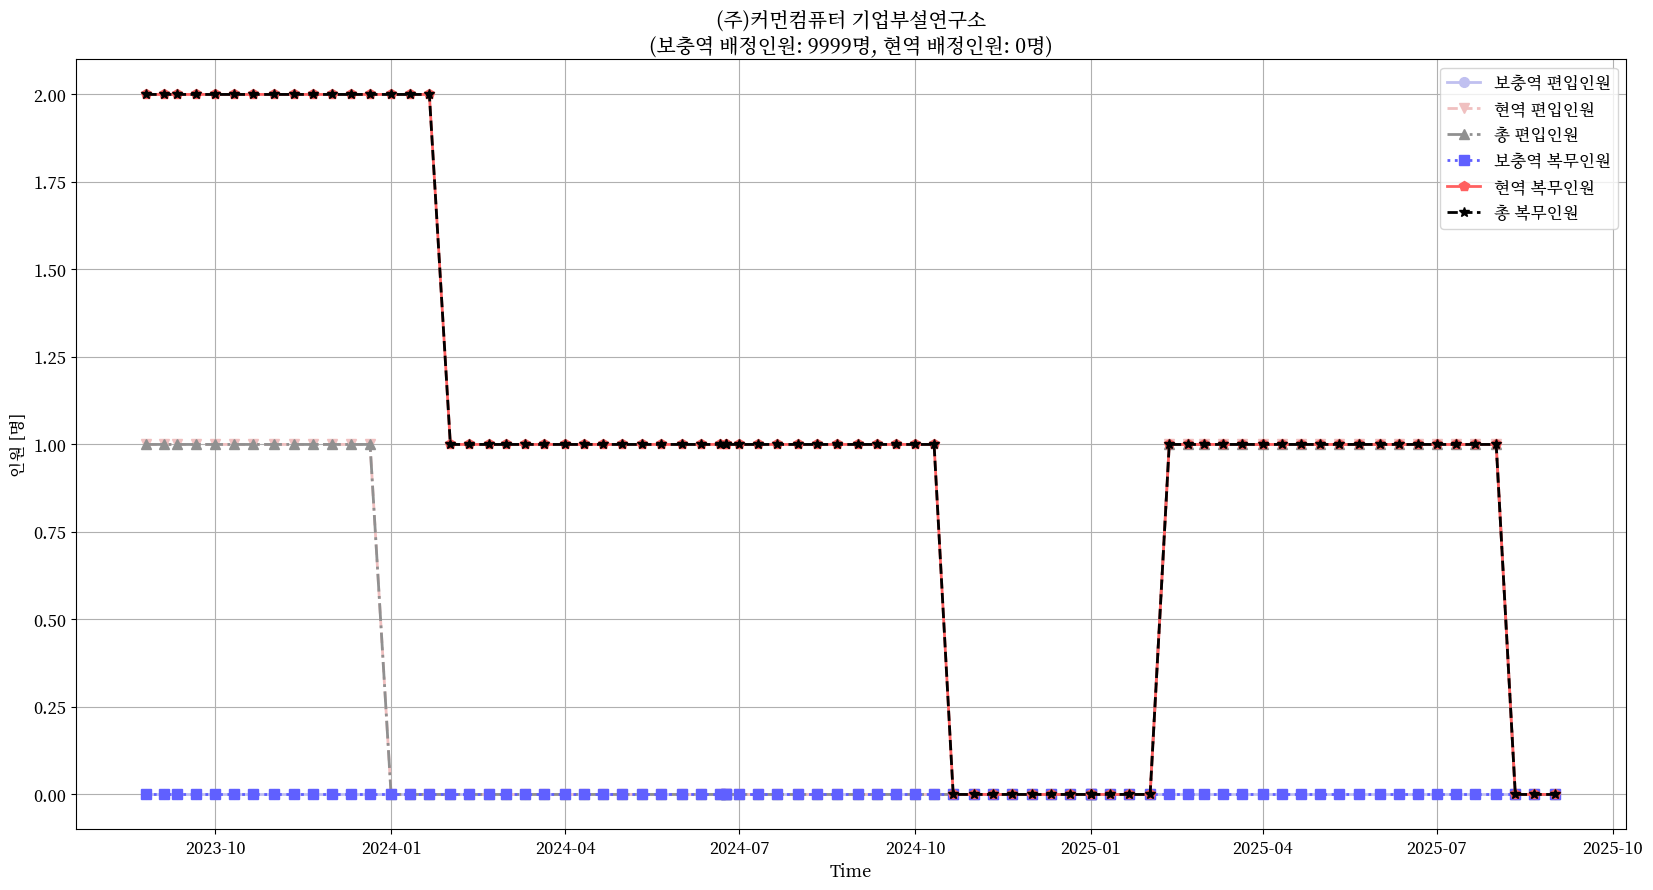 (주)커먼컴퓨터 기업부설연구소
(보충역 배정인원: 9999명, 현역 배정인원: 0명)
보충역 편입인원
현역 편입인원
총 편입인원
보충역 복무인원
현역 복무인원
총 복무인원
인원 [명]
2.00
1.75
1.50
1.25
1.00
0.75
0.50
0.25
0.00
2023-10
2024-01
2024-04
2024-07
2024-10
2025-01
2025-04
2025-07
2025-10
Time